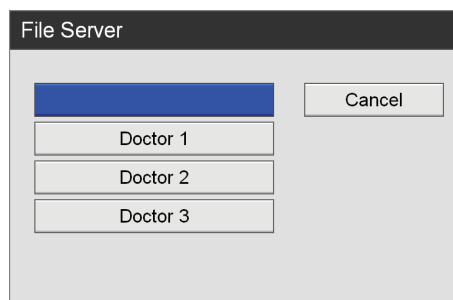 File Server
Cancel
Doctor 1
Doctor 2
Doctor 3